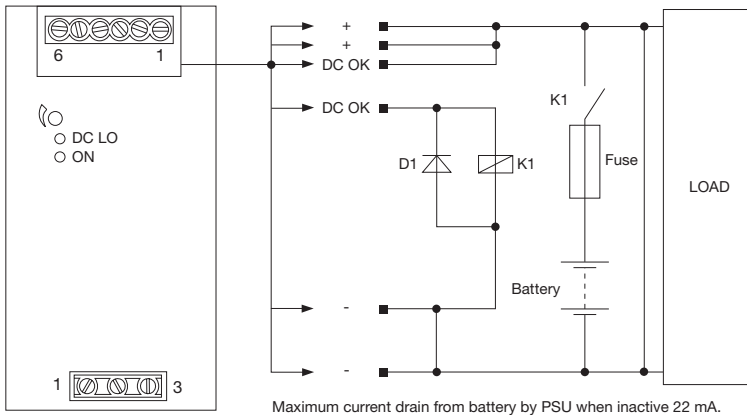 6 1
DC LO
ON
1 3
+
+
DC OK
DC OK
D1
K1
-
-
K1
Fuse
Battery
LOAD
Maximum current drain from battery by PSU when inactive 22 mA.